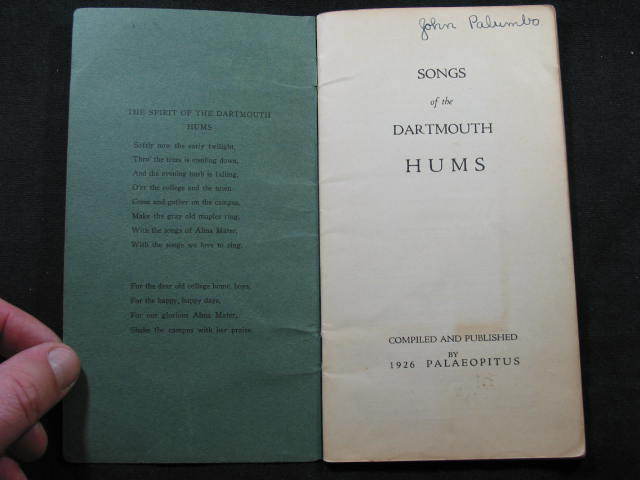 THE SPIRIT OF THE DARTMOUTH
HUMS
Softly now the early twilight,
Thro' the trees is combing down,
And the evening hush is falling,
O'er the college and the town.
Come and gather on the campus,
Make the gray old maples ring,
With the songs of Alma Mater,
With the songs we love to sing.
For the dear old college home, boys,
For the happy, happy days,
For our glorious Alma Mater,
Shake the campus with her praise.
John Palumbo
SONGS
of the
DARTMOUTH
HUMS
COMPILED AND PUBLISHED
BY
1926 PALAEOPITUS